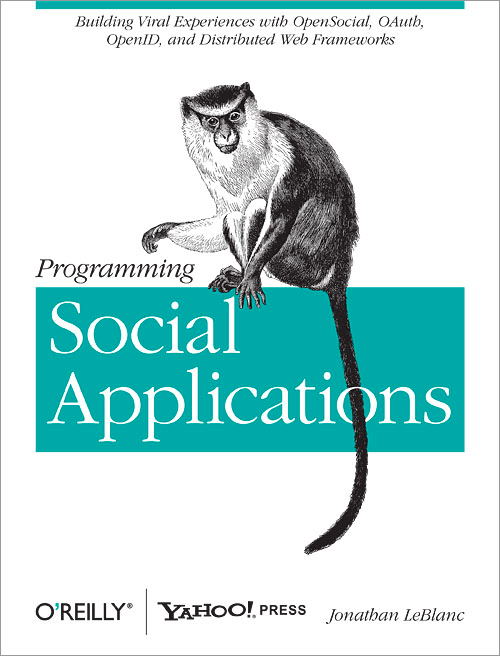 Building Viral Experiences with OpenSocial, OAuth,
OpenID, and Distributed Web Frameworks
Programming
Social
Applications
O'REILLY®
YAHOO! PRESS
Jonathan LeBlanc